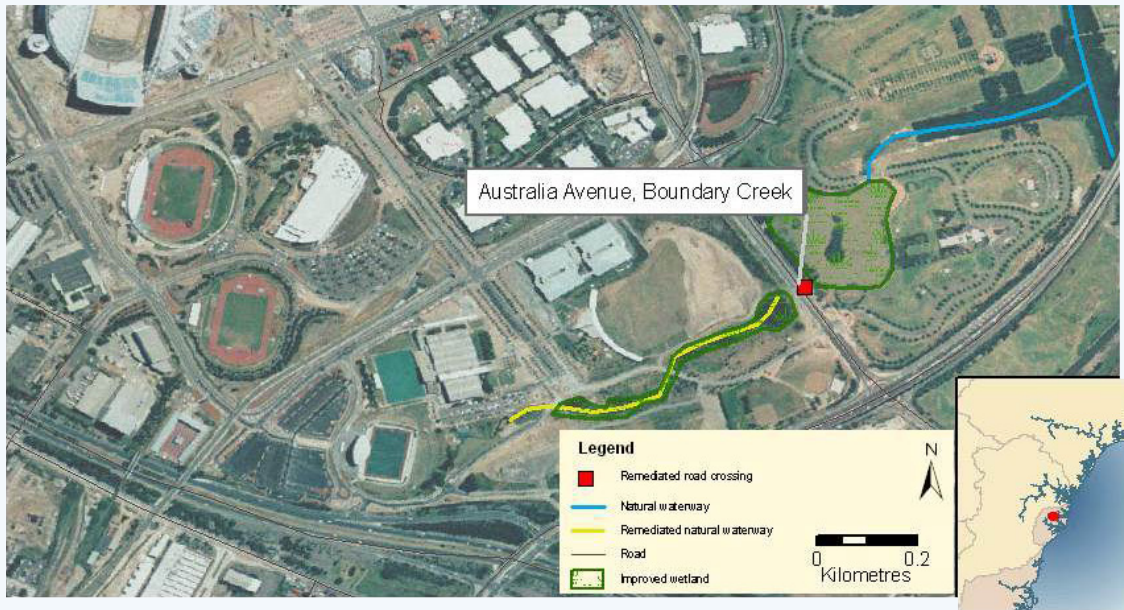 Australia Avenue, Boundary Creek
Legend
Remediated road crossing
Natural waterway
Remediated natural waterway
Road
Improved wetland
N
0 0.2
Kilometres